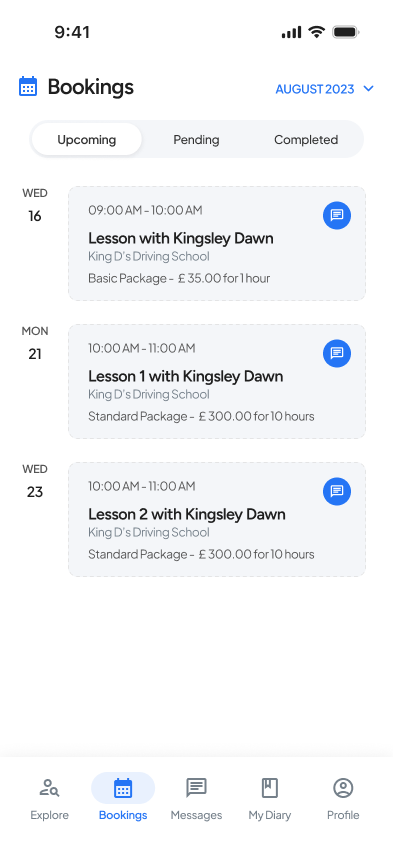 9:41
Bookings
AUGUST 2023
Upcoming
Pending
Completed
WED
16
09:00 AM - 10:00 AM
Lesson with Kingsley Dawn
King D's Driving School
Basic Package - £ 35.00 for 1 hour
MON
21
10:00 AM - 11:00 AM
Lesson 1 with Kingsley Dawn
King D's Driving School
Standard Package - £ 300.00 for 10 hours
WED
23
10:00 AM - 11:00 AM
Lesson 2 with Kingsley Dawn
King D's Driving School
Standard Package - £ 300.00 for 10 hours
Explore
Bookings
Messages
My Diary
Profile